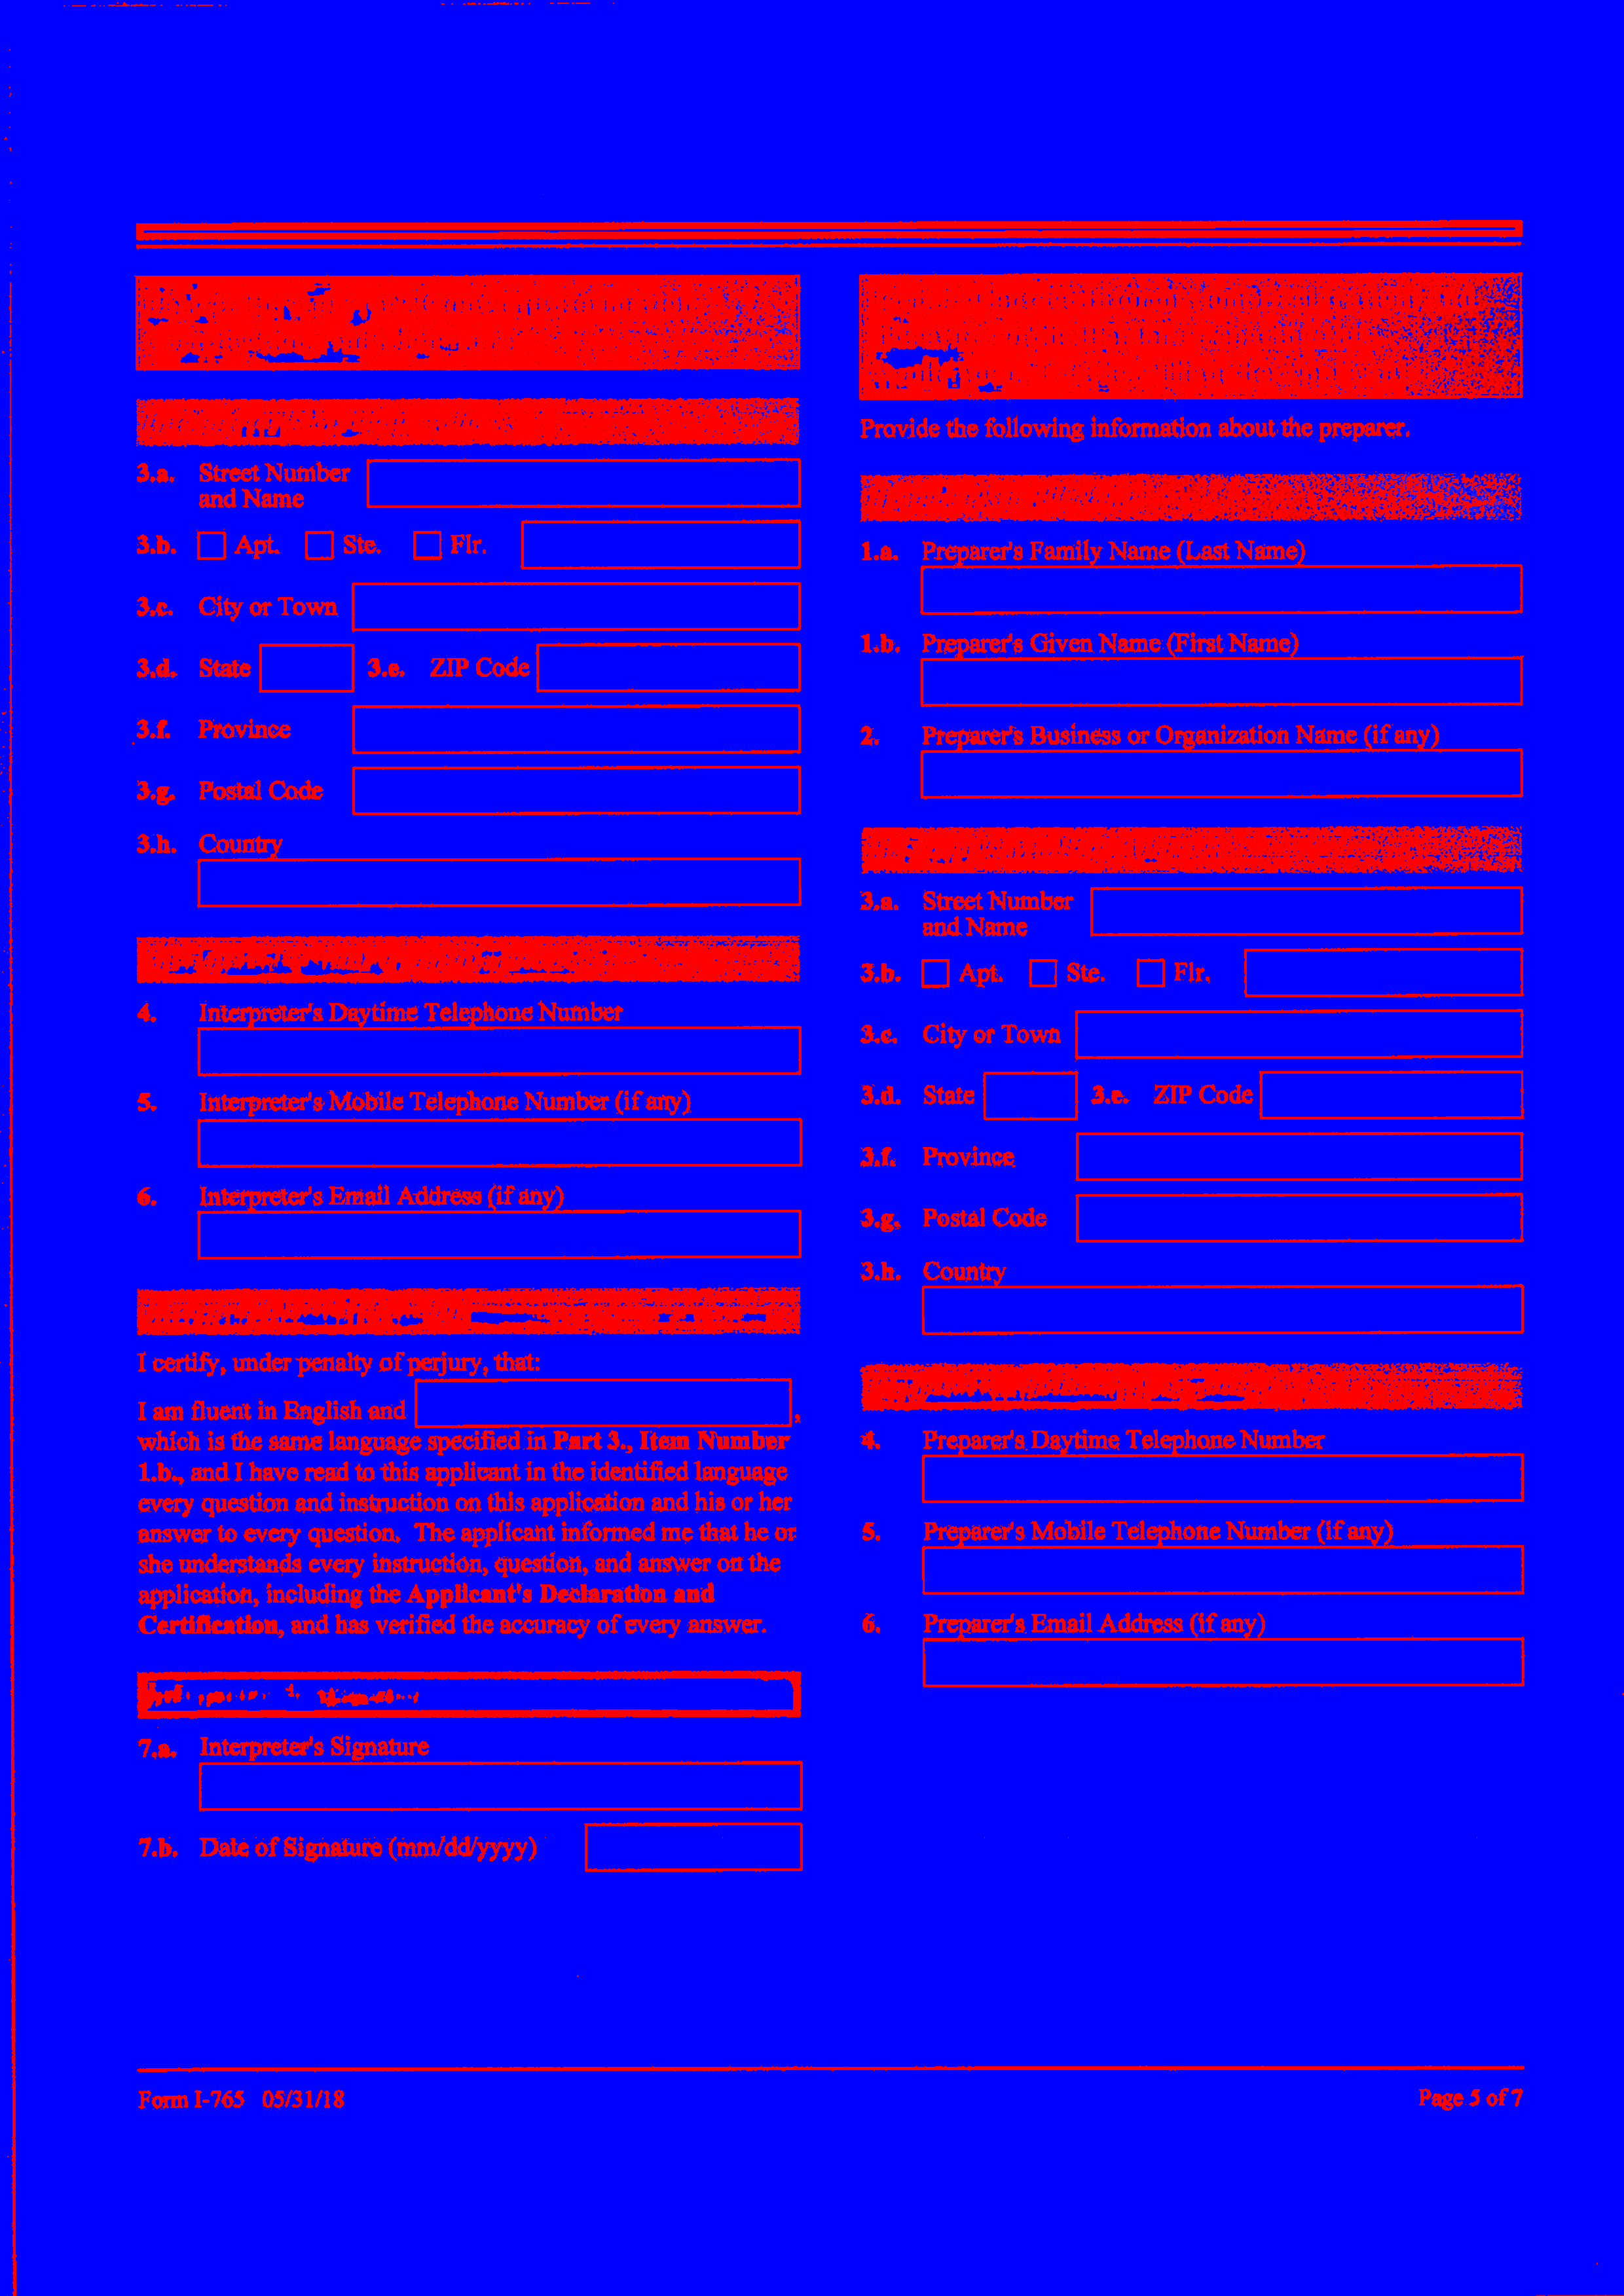 3.a. Street Number
and Name
3.b. Apt. Ste. Flr.
3.c. City or Town
3.d. State 3.e. ZIP Code
3.f. Province
3.g. Postal Code
3.h. Country
4. Interpreter's Daytime Telephone Number
5. Interpreter's Mobile Telephone Number (if any)
6. Interpreter's Email Address (if any)
I certify, under penalty of perjury, that:
I am fluent in English and ,
which is the same language specified in Part 3., Item Number
1.b., and I have read to this applicant in the identified language
every question and instruction on this application and his or her
answer to every question. The applicant informed me that he or
she understands every instruction, question, and answer on the
application, including the Applicant's Declaration and
Certification, and has verified the accuracy of every answer.
7.a. Interpreter's Signature
7.b. Date of Signature (mm/dd/yyyy)
Provide the following information about the preparer.
1.a. Preparer's Family Name (Last Name)
1.b. Preparer's Given Name (First Name)
2. Preparer's Business or Organization Name (if any)
3.a. Street Number
and Name
3.b. Apt. Ste. Flr.
3.c. City or Town
3.d. State 3.e. ZIP Code
3.f. Province
3.g. Postal Code
3.h. Country
4. Preparer's Daytime Telephone Number
5. Preparer's Mobile Telephone Number (if any)
6. Preparer's Email Address (if any)
Form I-765 05/31/18
Page 5 of 7